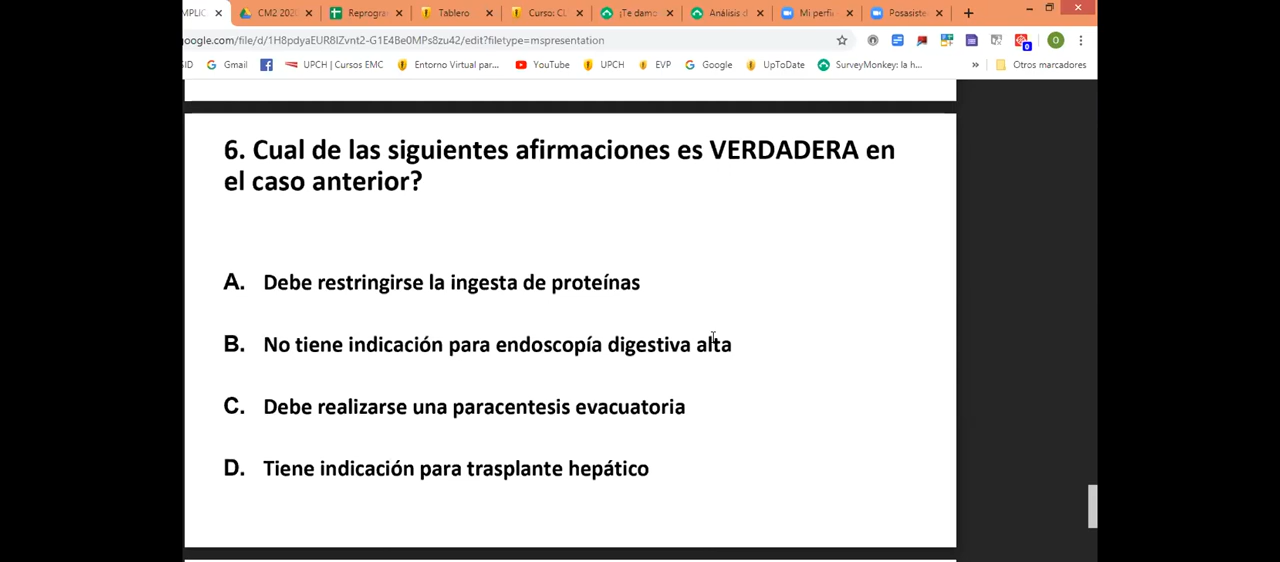 MPLIC
CM2 202
Reprogra
Tablero
Curso: CL
¡Te damo
Análisis d
Mi perfi
Posasiste
google.com/file/d/1H8pdyaEUR8IZvnt2-G1E4Be0MPs8zu42/edit?filetype=mspresentation
SID Gmail UPCH | Cursos EMC Entorno Virtual par... YouTube UPCH EVP Google UpToDate SurveyMonkey: la h... » Otros marcadores
6. Cual de las siguientes afirmaciones es VERDADERA en
el caso anterior?
A. Debe restringirse la ingesta de proteínas
B. No tiene indicación para endoscopía digestiva alta
C. Debe realizarse una paracentesis evacuatoria
D. Tiene indicación para trasplante hepático